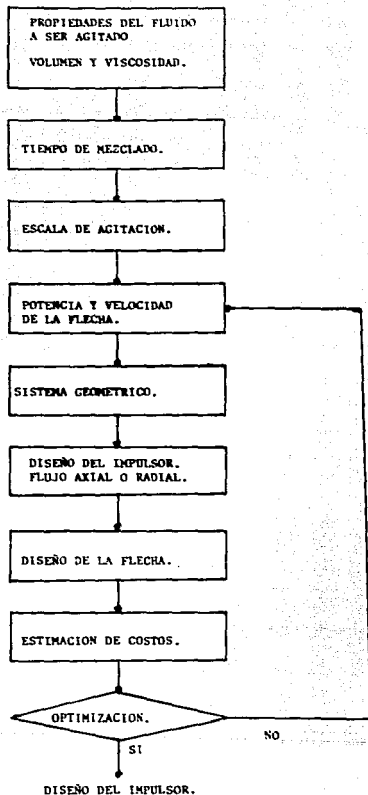 PROPIEDADES DEL FLUIDO
A SER AGITADO
VOLUMEN Y VISCOSIDAD.
TIEMPO DE MEZCLADO.
ESCALA DE AGITACION.
POTENCIA Y VELOCIDAD
DE LA FLECHA.
SISTEMA GEOMETRICO.
DISEÑO DEL IMPULSOR.
FLUJO AXIAL O RADIAL.
DISEÑO DE LA FLECHA.
ESTIMACION DE COSTOS.
OPTIMIZACION.
NO
SI
DISEÑO DEL IMPULSOR.